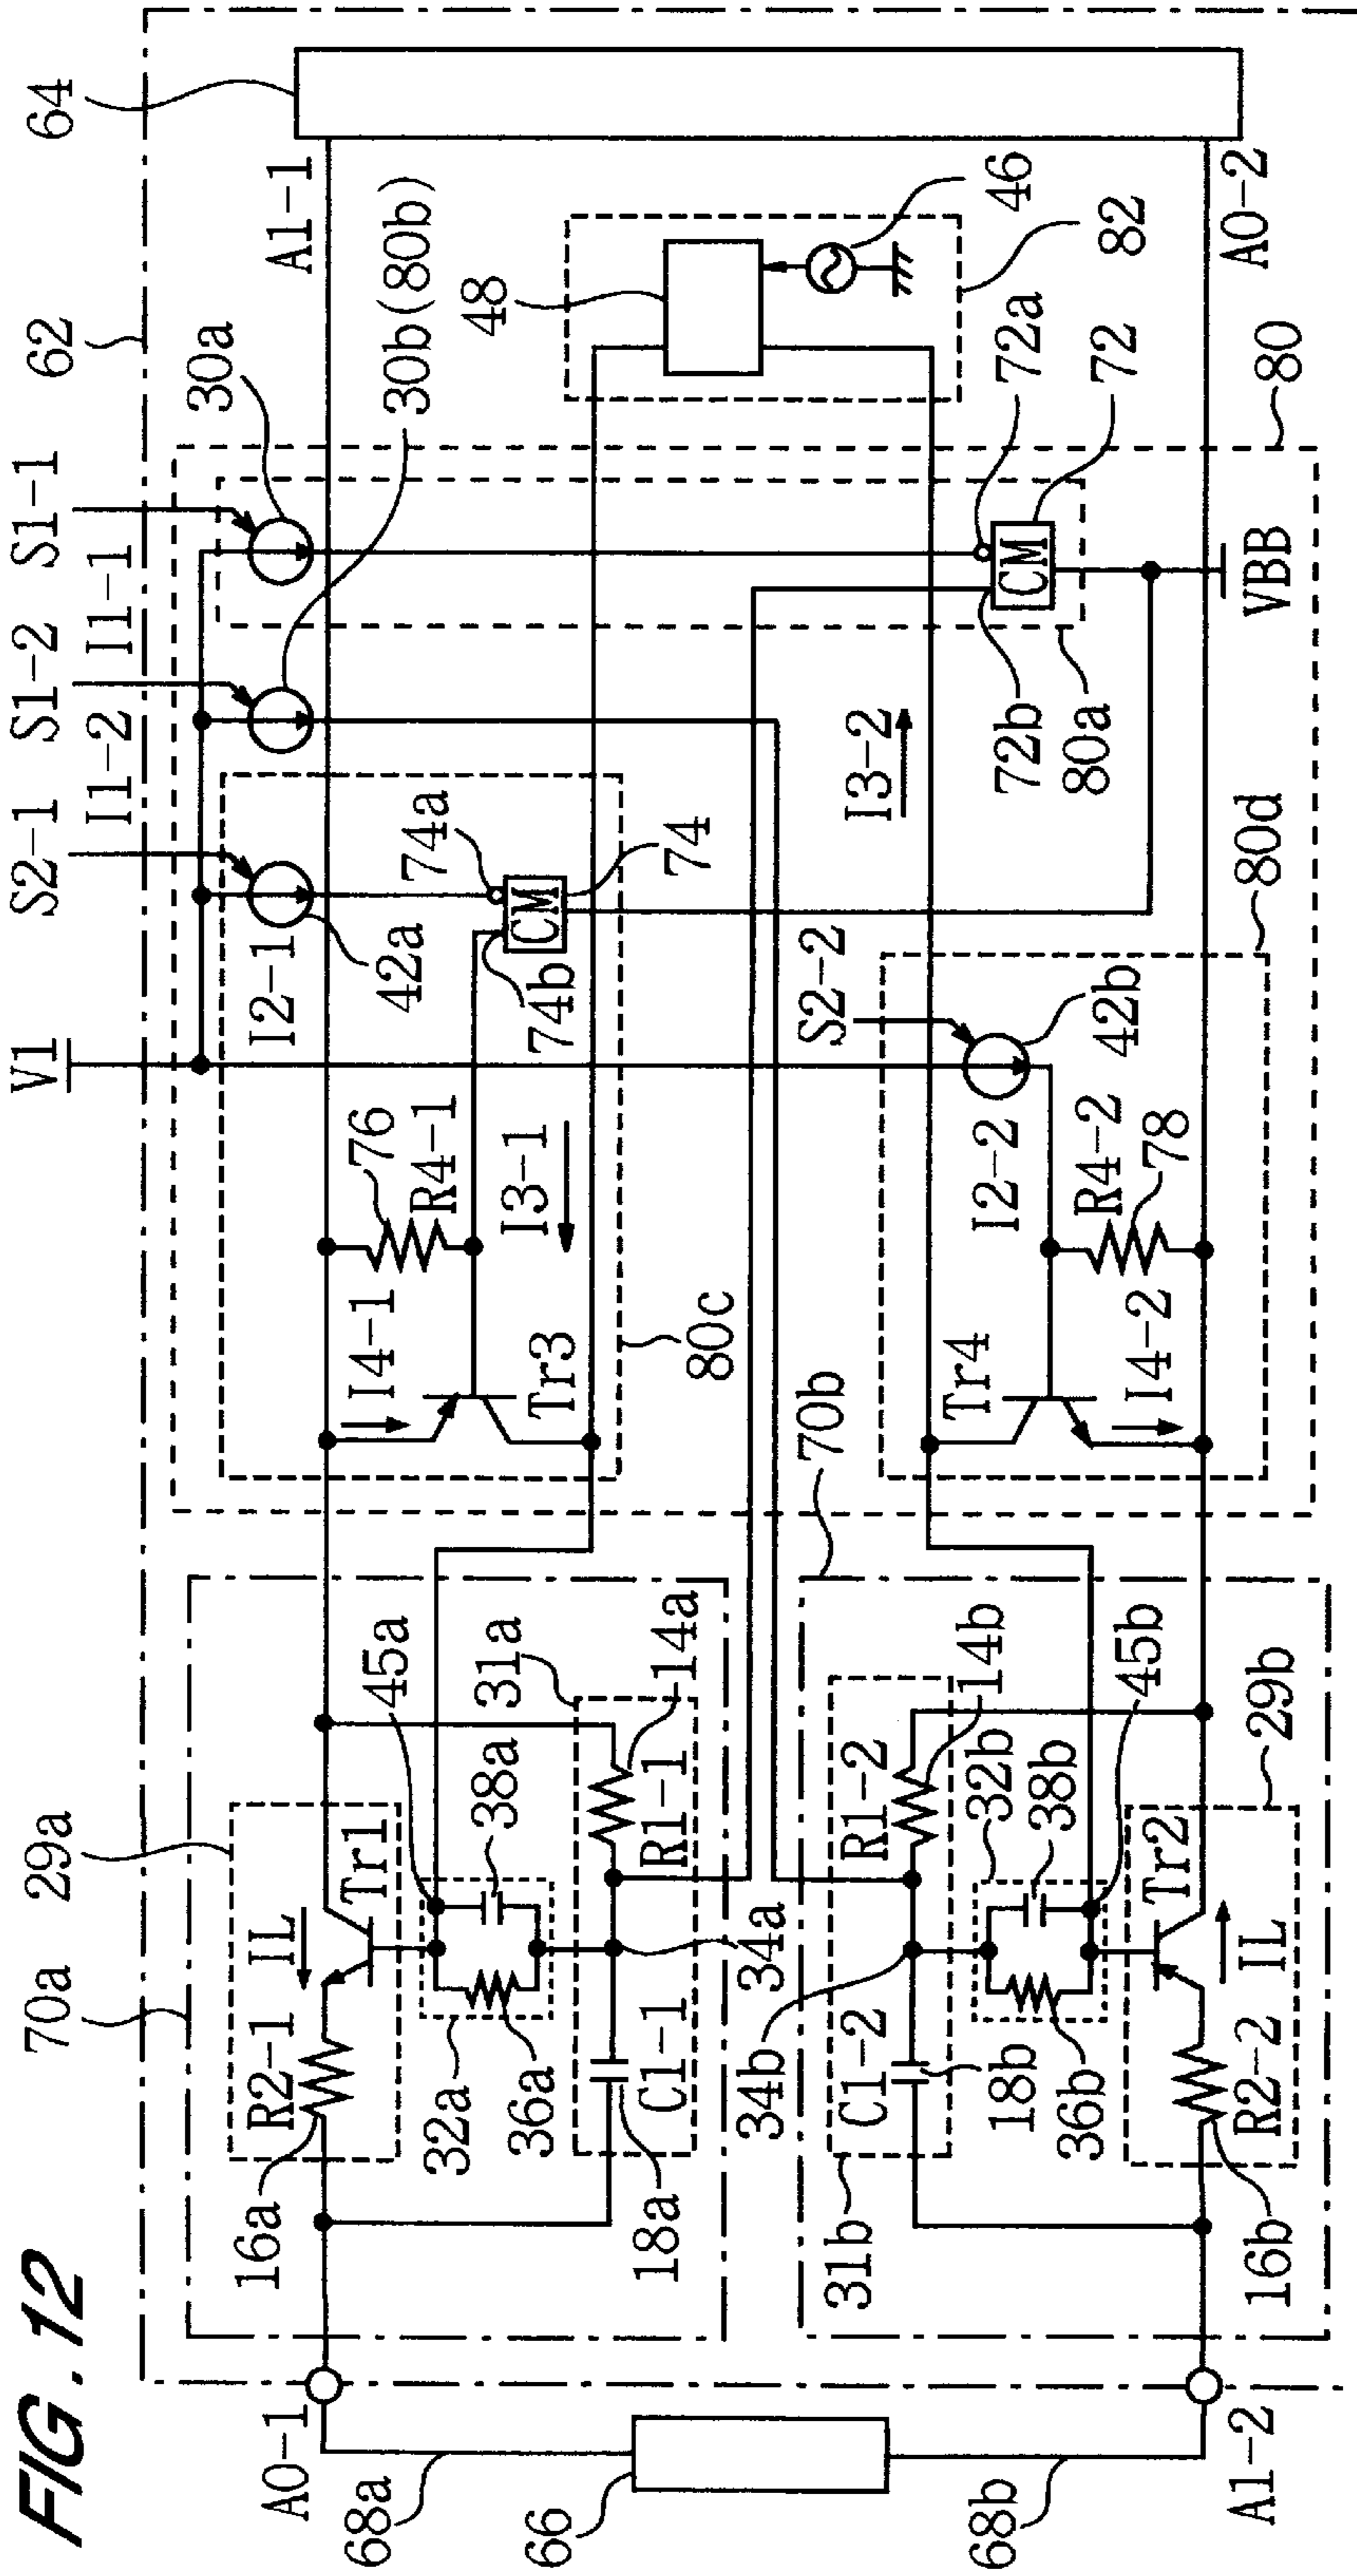 FIG. 12
62
64
70a
29a
V1
S2-1
S1-2
S1-1
I1-2
I1-1
30a
30b(80b)
A1-1
A0-1
16a
R2-1
IL
Tr1
45a
32a
36a
38a
31a
14a
18a
C1-1
R1-1
34a
I4-1
76
R4-1
I2-1
42a
74a
74b
CM
74
Tr3
I3-1
80c
48
46
82
68a
66
68b
A1-2
34b
31b
C1-2
18b
R1-2
14b
32b
36b
38b
45b
16b
R2-2
IL
Tr2
29b
70b
Tr4
I4-2
R4-2
78
I2-2
S2-2
42b
80d
I3-2
72b
80a
72a
CM
72
VBB
80
A0-2